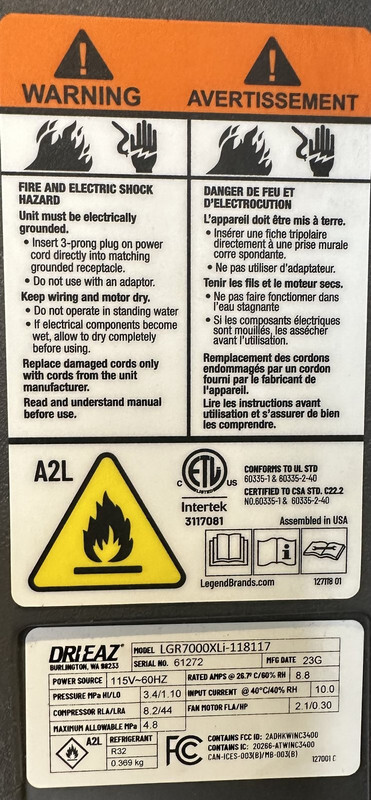 WARNING
AVERTISSEMENT
FIRE AND ELECTRIC SHOCK
HAZARD
Unit must be electrically
grounded.
• Insert 3-prong plug on power
cord directly into matching
grounded receptacle.
• Do not use with an adaptor.
Keep wiring and motor dry.
• Do not operate in standing water
• If electrical components become
wet, allow to dry completely
before using.
Replace damaged cords only
with cords from the unit
manufacturer.
Read and understand manual
before use.
DANGER DE FEU ET
D'ELECTROCUTION
L'appareil doit être mis à terre.
• Insérer une fiche tripolaire
directement à une prise murale
corre spondante.
• Ne pas utiliser d'adaptateur.
Tenir les fils et le moteur secs.
• Ne pas faire fonctionner dans
l'eau stagnante
• Si les composants électriques
sont mouillés, les assécher
avant l'utilisation.
Remplacement des cordons
endommagés par un cordon
fourni par le fabricant de
l'appareil.
Lire les instructions avant
utilisation et s'assurer de bien
les comprendre.
A2L
C ETL US
LISTED
Intertek
3117081
CONFORMS TO UL STD
60335-1 & 60335-2-40
CERTIFIED TO CSA STD. C22.2
NO.60335-1 & 60335-2-40
Assembled in USA
i
LegendBrands.com
127118 01
DRIEAZ®
BURLINGTON, WA 98233
MODEL LGR7000XLi-118117
SERIAL NO. 61272 MFG DATE 23G
POWER SOURCE 115V~60HZ RATED AMPS @ 26.7° C/60% RH 8.8
PRESSURE MPa HI/LO 3.4/1.10 INPUT CURRENT @ 40°C/40% RH 10.0
COMPRESSOR RLA/LRA 8.2/44 FAN MOTOR FLA/HP 2.1/0.30
MAXIMUM ALLOWABLE MPa 4.8
A2L REFRIGERANT
R32
0.369 kg
FC
CONTAINS FCC ID: 2ADHKWINC3400
CONTAINS IC: 20266-ATWINC3400
CAN-ICES-003(B)/NB-003(B)
127001 C